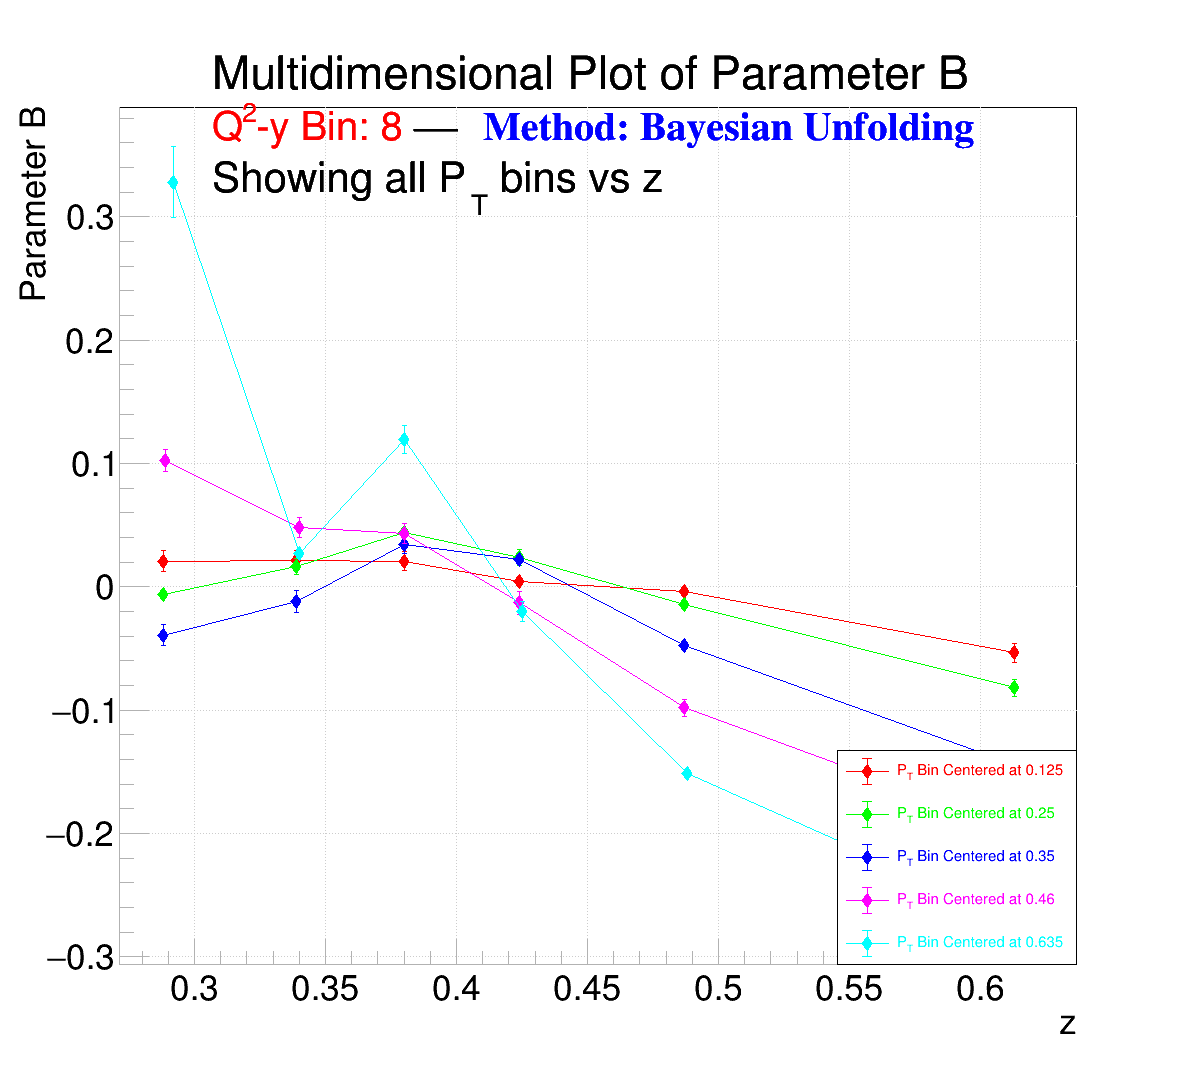 Multidimensional Plot of Parameter B
Q²-y Bin: 8 — Method: Bayesian Unfolding
Showing all P_T bins vs z
Parameter B
0.3
0.2
0.1
0
−0.1
−0.2
−0.3
P_T Bin Centered at 0.125
P_T Bin Centered at 0.25
P_T Bin Centered at 0.35
P_T Bin Centered at 0.46
P_T Bin Centered at 0.635
0.3 0.35 0.4 0.45 0.5 0.55 0.6
z